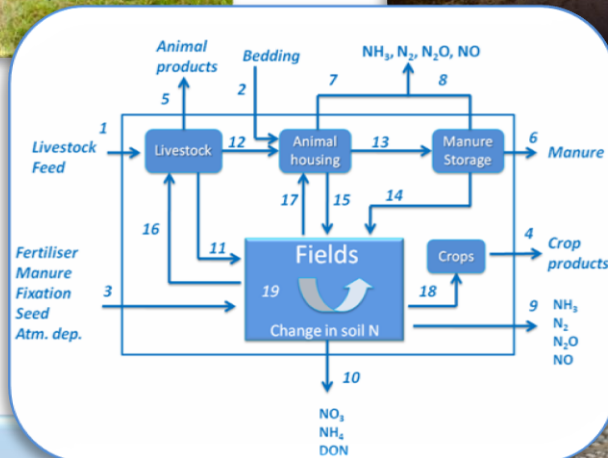 Animal
products
Bedding
NH₃, N₂, N₂O, NO
5
2
7
8
1
Livestock
Feed
Livestock
12
Animal
housing
13
Manure
Storage
6
Manure
16
11
17
15
14
Fertiliser
Manure
Fixation
Seed
Atm. dep.
3
Fields
19
Change in soil N
Crops
18
4
Crop
products
9
NH₃
N₂
N₂O
NO
10
NO₃
NH₄
DON